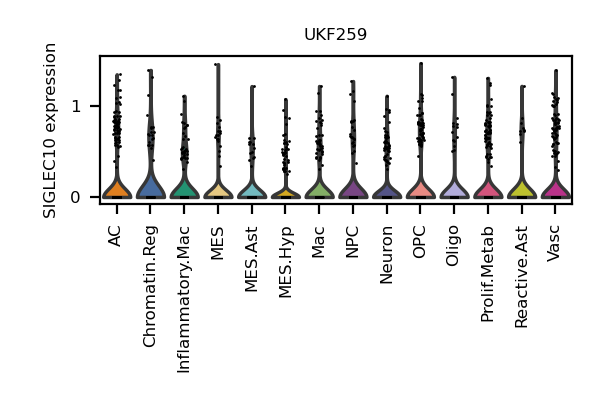 UKF259
SIGLEC10 expression
1
0
AC
Chromatin.Reg
Inflammatory.Mac
MES
MES.Ast
MES.Hyp
Mac
NPC
Neuron
OPC
Oligo
Prolif.Metab
Reactive.Ast
Vasc